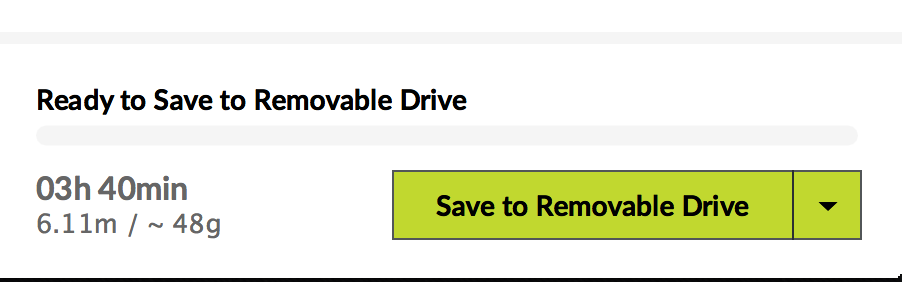 Ready to Save to Removable Drive
03h 40min
6.11m / ~ 48g
Save to Removable Drive